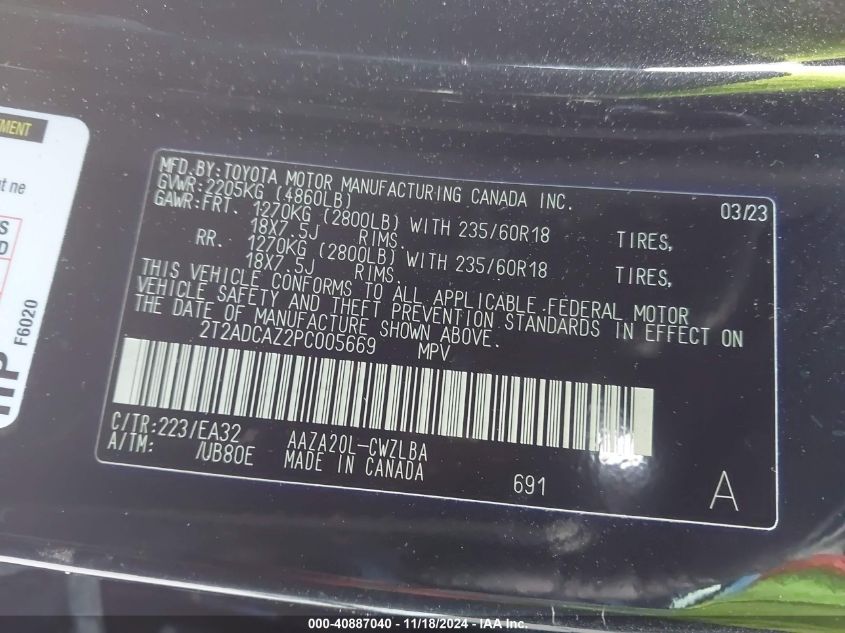 EMENT
t ne
S
D
F6020
HP
MFD.BY:TOYOTA MOTOR MANUFACTURING CANADA INC. 03/23
GVWR:2205KG (4860LB)
GAWR:FRT. 1270KG (2800LB) WITH 235/60R18 TIRES,
18X7.5J RIMS,
RR. 1270KG (2800LB) WITH 235/60R18 TIRES,
18X7.5J RIMS,
THIS VEHICLE CONFORMS TO ALL APPLICABLE FEDERAL MOTOR
VEHICLE SAFETY AND THEFT PREVENTION STANDARDS IN EFFECT ON
THE DATE OF MANUFACTURE SHOWN ABOVE.
2T2ADCAZ2PC005669 MPV
C/TR:223/EA32 AAZA20L-CWZLBA
A/TM: /UB80E MADE IN CANADA
691
A
000-40887040 - 11/18/2024 - IAA Inc.